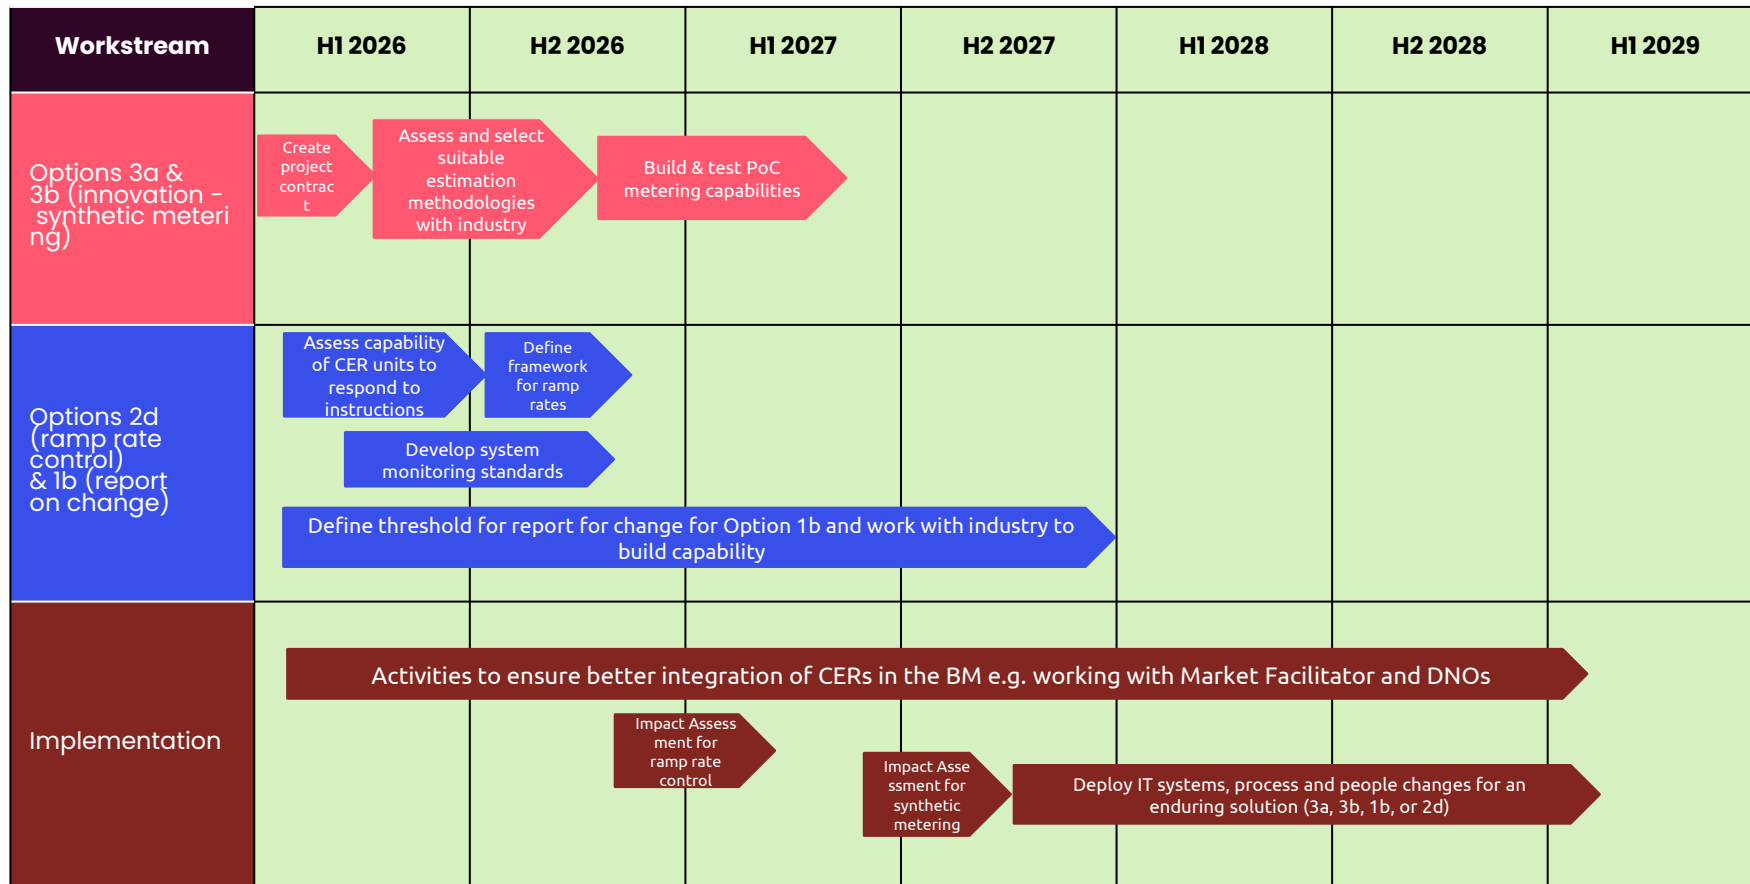 Workstream
H1 2026
H2 2026
H1 2027
H2 2027
H1 2028
H2 2028
H1 2029
Options 3a &
3b (innovation -
synthetic meteri
ng)
Create
project
contrac
t
Assess and select
suitable
estimation
methodologies
with industry
Build & test PoC
metering capabilities
Options 2d
(ramp rate
control)
& 1b (report
on change)
Assess capability
of CER units to
respond to
instructions
Define
framework
for ramp
rates
Develop system
monitoring standards
Define threshold for report for change for Option 1b and work with industry to
build capability
Implementation
Activities to ensure better integration of CERs in the BM e.g. working with Market Facilitator and DNOs
Impact Assess
ment for
ramp rate
control
Impact Asse
ssment for
synthetic
metering
Deploy IT systems, process and people changes for an
enduring solution (3a, 3b, 1b, or 2d)